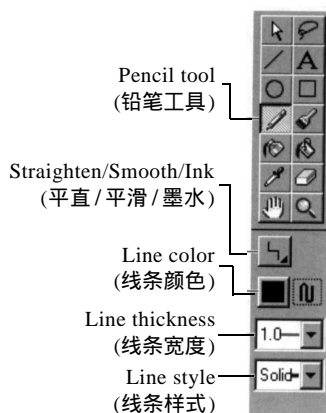 A
Pencil tool
(铅笔工具)
Straighten/Smooth/Ink
(平直/平滑/墨水)
Line color
(线条颜色)
Line thickness
(线条宽度)
1.0
Line style
(线条样式)
Solid